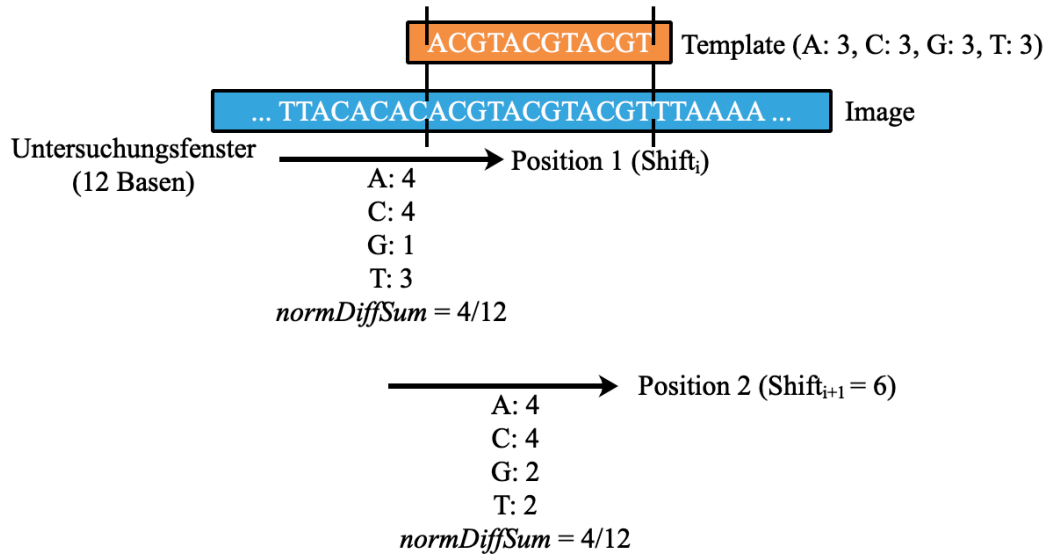 ACGTACGTACGT Template (A: 3, C: 3, G: 3, T: 3)
... TTACACACACGTACGTACGTTTAAAA ... Image
Untersuchungsfenster
(12 Basen)
Position 1 (Shiftᵢ)
A: 4
C: 4
G: 1
T: 3
normDiffSum = 4/12
Position 2 (Shiftᵢ₊₁ = 6)
A: 4
C: 4
G: 2
T: 2
normDiffSum = 4/12